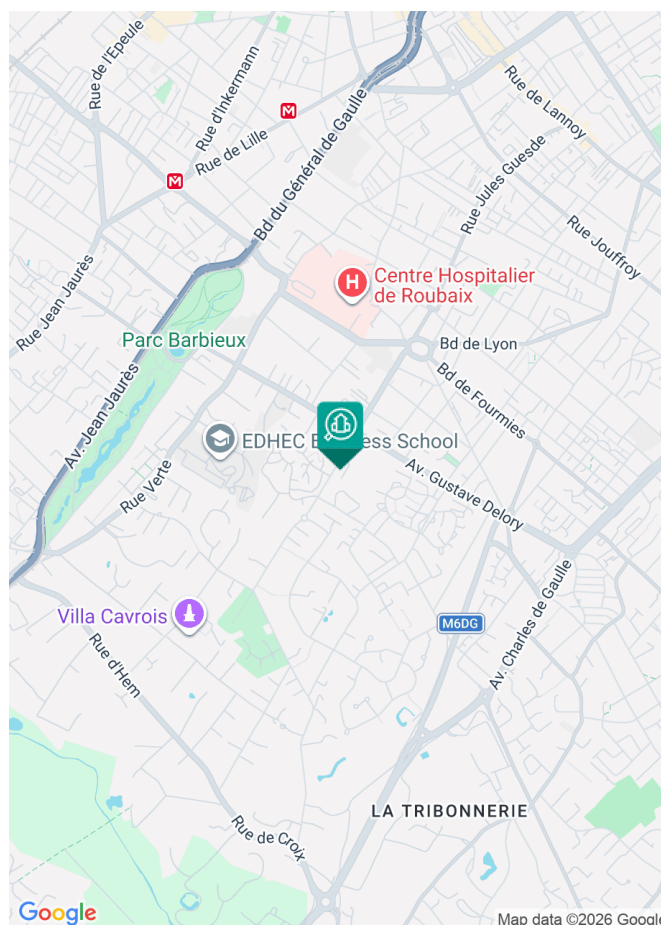 Rue de l'Epeule
Rue d'Inkermann
Rue de Lille
Bd du Général de Gaulle
Rue de Lannoy
Rue Jules Guesde
Rue Jouffroy
M
M
Rue Jean Jaurès
H
Centre Hospitalier
de Roubaix
Parc Barbieux
Bd de Lyon
Bd de Fourmies
Av. Jean Jaurès
EDHEC B
ess School
Rue Verte
Av. Gustave Delory
Villa Cavrois
M6DG
Av. Charles de Gaulle
Rue d'Hem
LA TRIBONNERIE
Rue de Croix
Google
Map data ©2026 Google